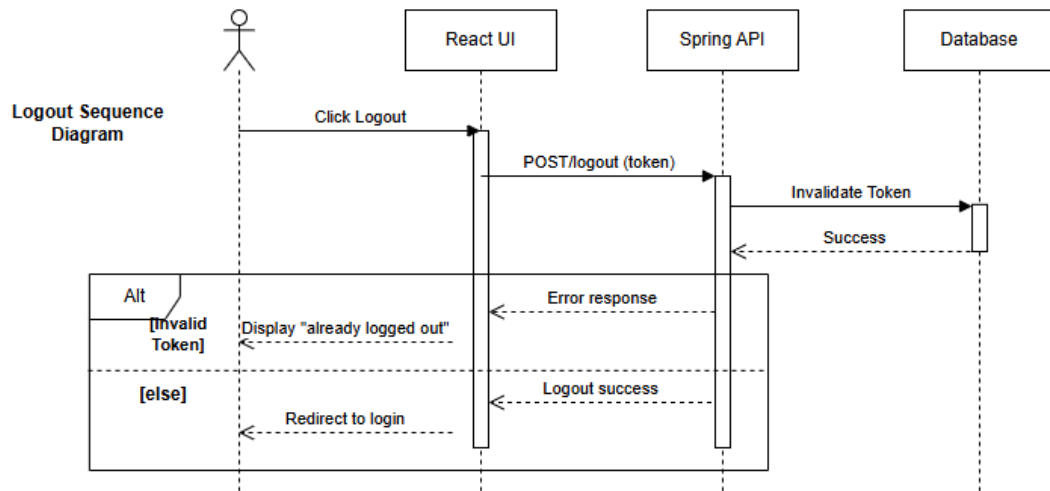 React UI
Spring API
Database
Logout Sequence
Diagram
Click Logout
POST/logout (token)
Invalidate Token
Success
Alt
Error response
[Invalid
Token]
Display "already logged out"
[else]
Logout success
Redirect to login